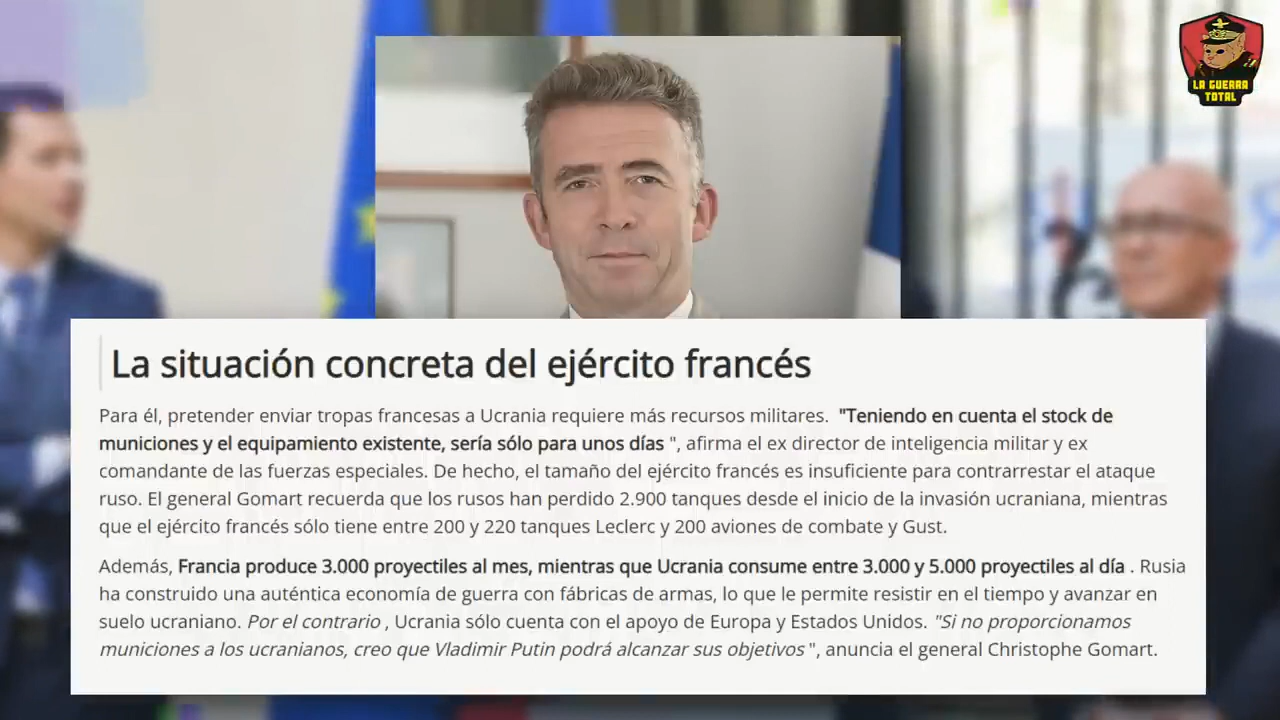 LA GUERRA
TOTAL
La situación concreta del ejército francés
Para él, pretender enviar tropas francesas a Ucrania requiere más recursos militares.  "Teniendo en cuenta el stock de
municiones y el equipamiento existente, sería sólo para unos días ", afirma el ex director de inteligencia militar y ex
comandante de las fuerzas especiales. De hecho, el tamaño del ejército francés es insuficiente para contrarrestar el ataque
ruso. El general Gomart recuerda que los rusos han perdido 2.900 tanques desde el inicio de la invasión ucraniana, mientras
que el ejército francés sólo tiene entre 200 y 220 tanques Leclerc y 200 aviones de combate y Gust.
Además, Francia produce 3.000 proyectiles al mes, mientras que Ucrania consume entre 3.000 y 5.000 proyectiles al día . Rusia
ha construido una auténtica economía de guerra con fábricas de armas, lo que le permite resistir en el tiempo y avanzar en
suelo ucraniano. Por el contrario , Ucrania sólo cuenta con el apoyo de Europa y Estados Unidos. "Si no proporcionamos
municiones a los ucranianos, creo que Vladimir Putin podrá alcanzar sus objetivos ", anuncia el general Christophe Gomart.